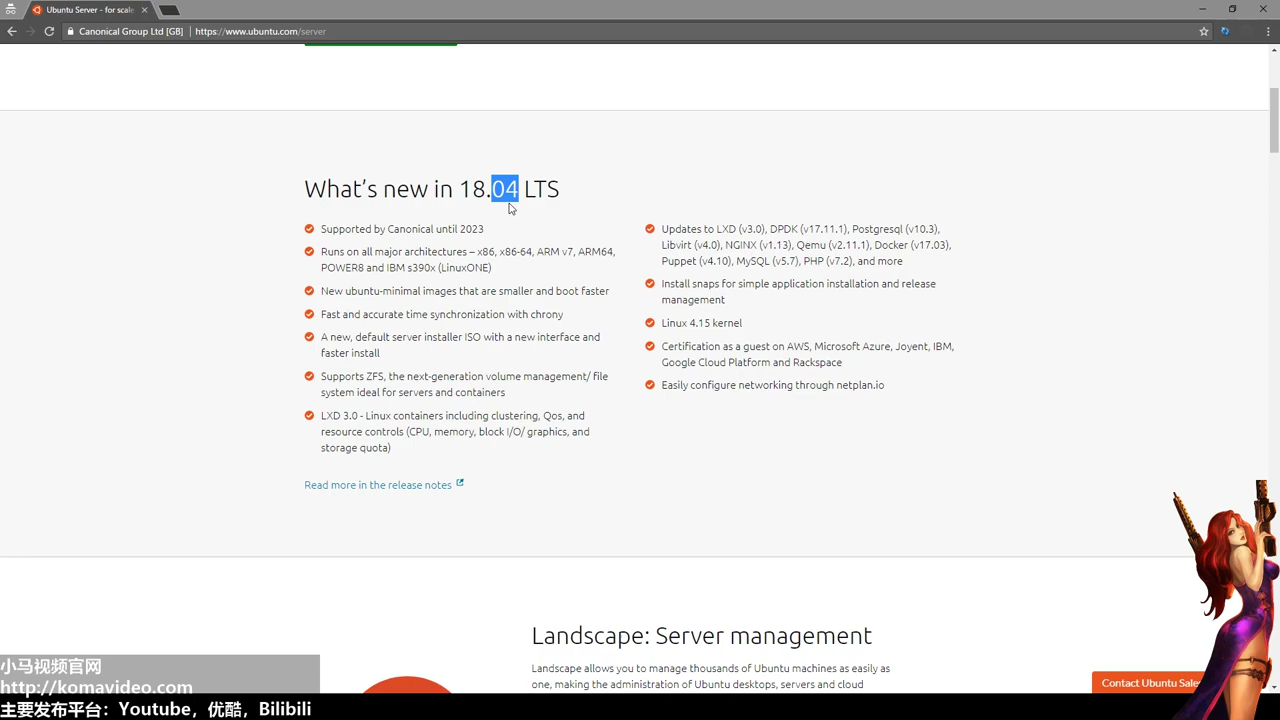 Ubuntu Server - for scale
Canonical Group Ltd [GB]
https://www.ubuntu.com/server
What's new in 18.04 LTS
Supported by Canonical until 2023
Runs on all major architectures – x86, x86-64, ARM v7, ARM64,
POWER8 and IBM s390x (LinuxONE)
New ubuntu-minimal images that are smaller and boot faster
Fast and accurate time synchronization with chrony
A new, default server installer ISO with a new interface and
faster install
Supports ZFS, the next-generation volume management/ file
system ideal for servers and containers
LXD 3.0 - Linux containers including clustering, Qos, and
resource controls (CPU, memory, block I/O/ graphics, and
storage quota)
Read more in the release notes
Updates to LXD (v3.0), DPDK (v17.11.1), Postgresql (v10.3),
Libvirt (v4.0), NGINX (v1.13), Qemu (v2.11.1), Docker (v17.03),
Puppet (v4.10), MySQL (v5.7), PHP (v7.2), and more
Install snaps for simple application installation and release
management
Linux 4.15 kernel
Certification as a guest on AWS, Microsoft Azure, Joyent, IBM,
Google Cloud Platform and Rackspace
Easily configure networking through netplan.io
Landscape: Server management
Landscape allows you to manage thousands of Ubuntu machines as easily as
one, making the administration of Ubuntu desktops, servers and cloud
Contact Ubuntu Sales
小马视频官网
http://komavideo.com
主要发布平台：Youtube，优酷，Bilibili